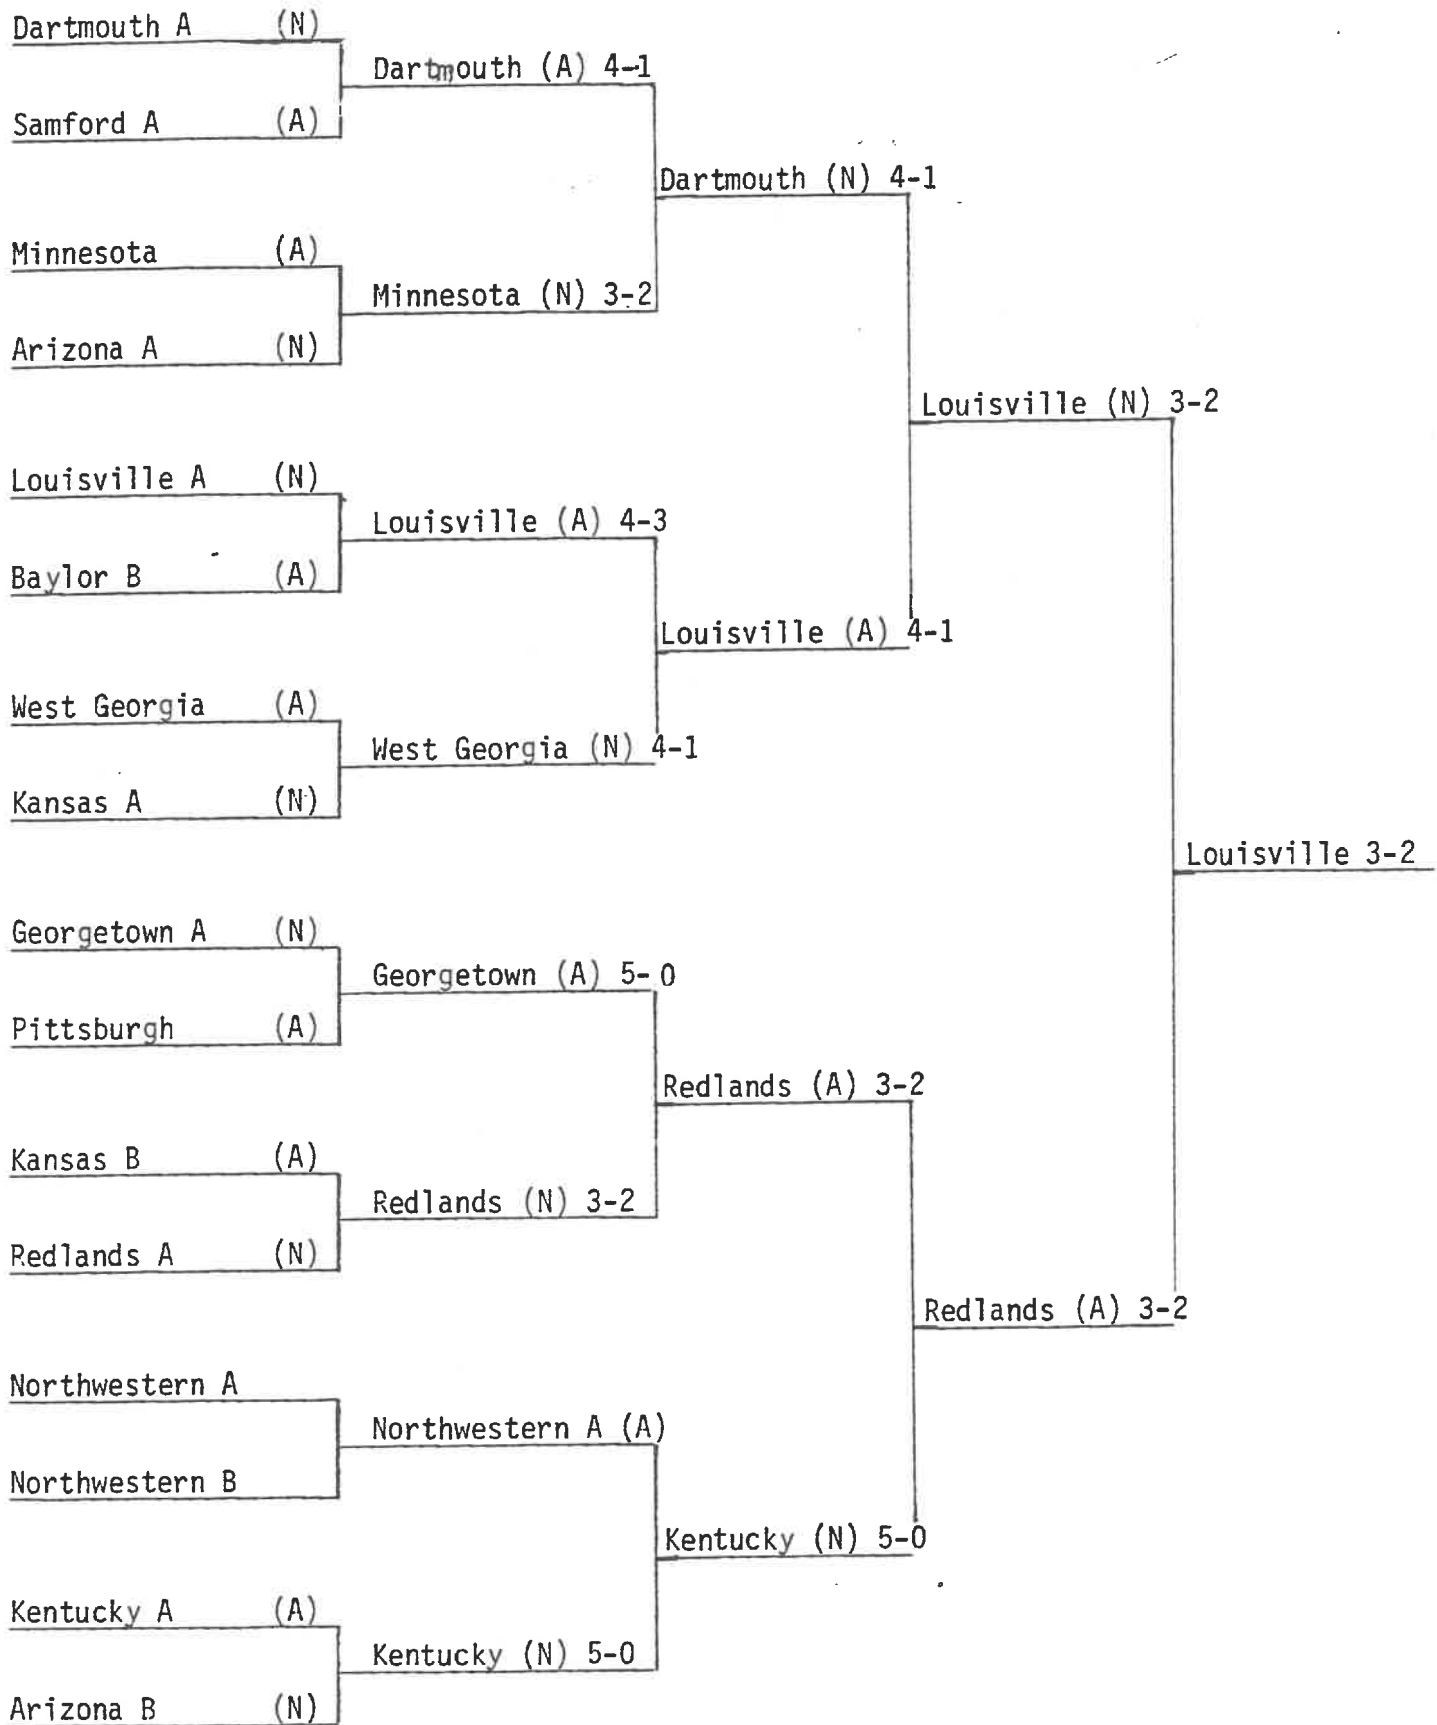 Dartmouth A (N)
Dartmouth (A) 4-1
Samford A (A)
Dartmouth (N) 4-1
Minnesota (A)
Minnesota (N) 3-2
Arizona A (N)
Louisville (N) 3-2
Louisville A (N)
Louisville (A) 4-3
Baylor B (A)
Louisville (A) 4-1
West Georgia (A)
West Georgia (N) 4-1
Kansas A (N)
Louisville 3-2
Georgetown A (N)
Georgetown (A) 5-0
Pittsburgh (A)
Redlands (A) 3-2
Kansas B (A)
Redlands (N) 3-2
Redlands A (N)
Redlands (A) 3-2
Northwestern A
Northwestern A (A)
Northwestern B
Kentucky (N) 5-0
Kentucky A (A)
Kentucky (N) 5-0
Arizona B (N)